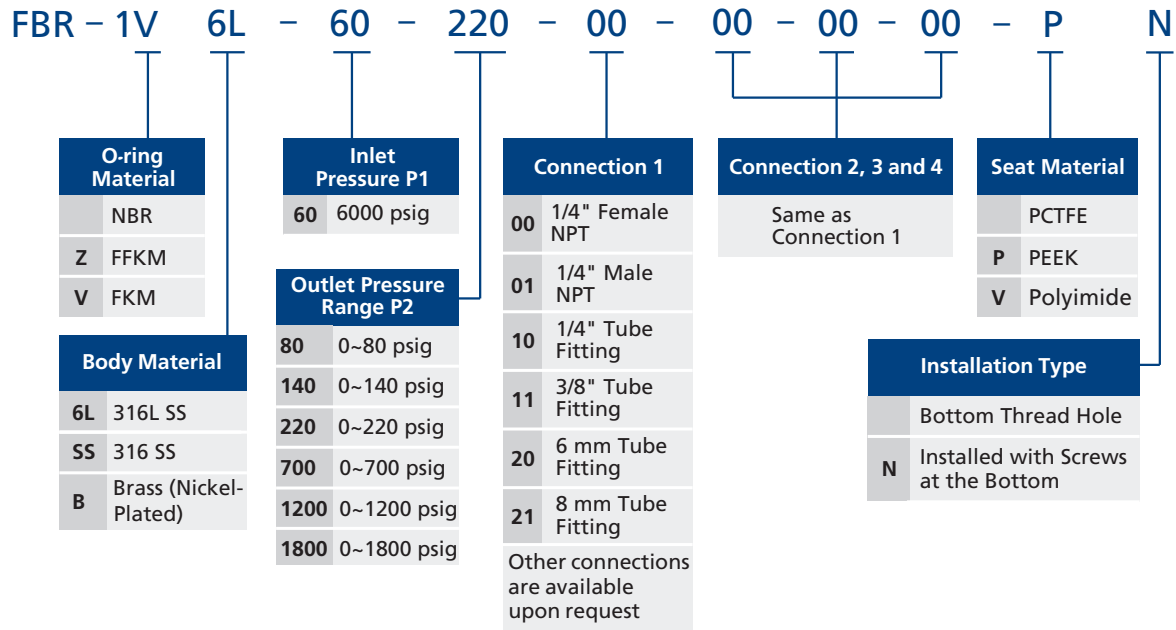 FBR – 1V 6L – 60 – 220 – 00 – 00 – 00 – 00 – P N
O-ring
Material
NBR
Z FFKM
V FKM
Body Material
6L 316L SS
SS 316 SS
B Brass (Nickel-
Plated)
Inlet
Pressure P1
60 6000 psig
Outlet Pressure
Range P2
80 0~80 psig
140 0~140 psig
220 0~220 psig
700 0~700 psig
1200 0~1200 psig
1800 0~1800 psig
Connection 1
00 1/4" Female
NPT
01 1/4" Male
NPT
10 1/4" Tube
Fitting
11 3/8" Tube
Fitting
20 6 mm Tube
Fitting
21 8 mm Tube
Fitting
Other connections
are available
upon request
Connection 2, 3 and 4
Same as
Connection 1
Seat Material
PCTFE
P PEEK
V Polyimide
Installation Type
Bottom Thread Hole
N Installed with Screws
at the Bottom